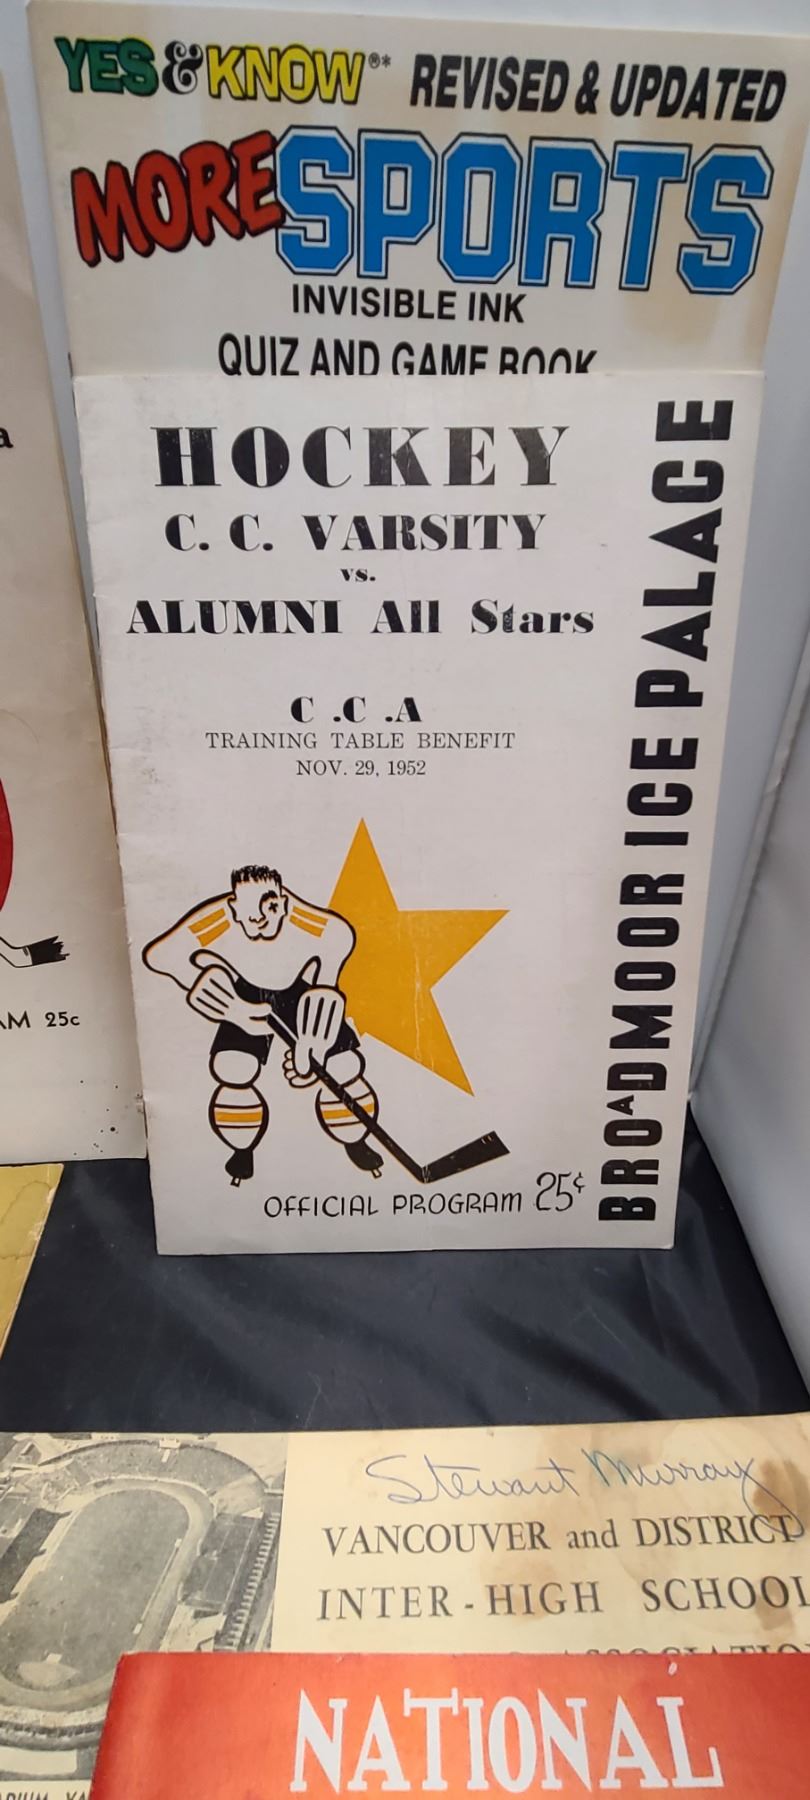 YES & KNOW®* REVISED & UPDATED
MORE SPORTS
INVISIBLE INK
QUIZ AND GAME BOOK
HOCKEY
C. C. VARSITY
vs.
ALUMNI All Stars
C .C .A
TRAINING TABLE BENEFIT
NOV. 29, 1952
BROADMOOR ICE PALACE
OFFICIAL PROGRAM 25¢
a
AM 25c
Stewart Murray
VANCOUVER and DISTRICT
INTER-HIGH SCHOOL
NATIONAL